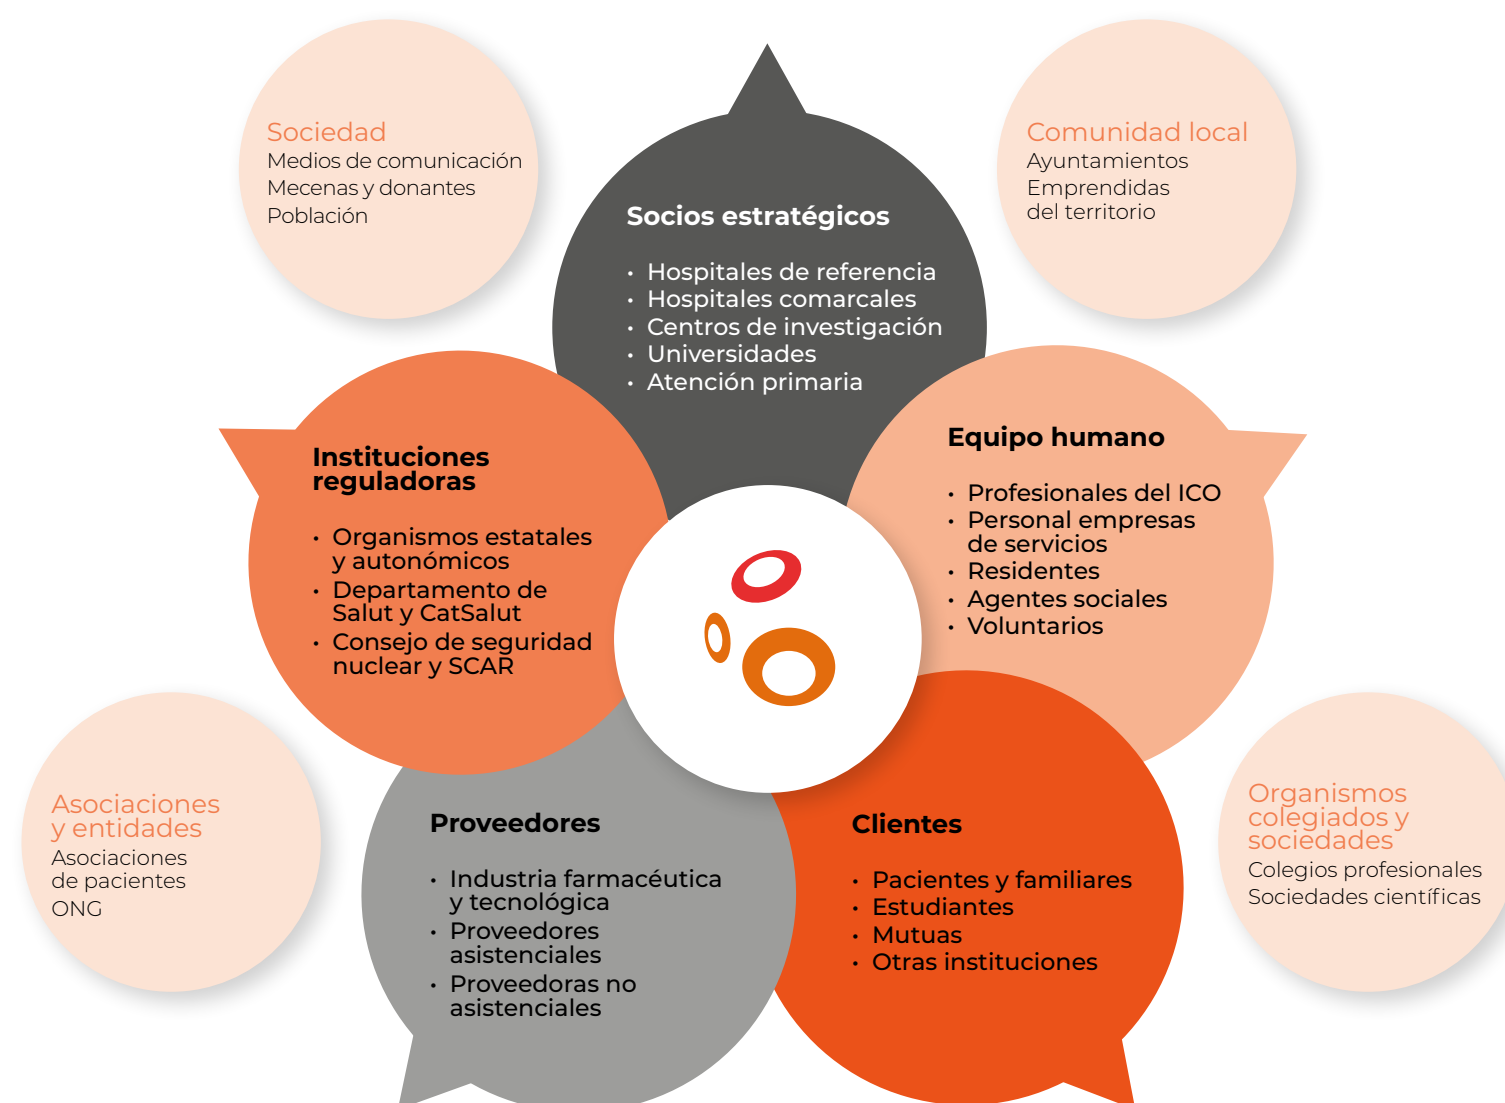 Sociedad
Medios de comunicación
Mecenas y donantes
Población
Comunidad local
Ayuntamientos
Emprendidas
del territorio
Socios estratégicos
· Hospitales de referencia
· Hospitales comarcales
· Centros de investigación
· Universidades
· Atención primaria
Instituciones
reguladoras
· Organismos estatales
y autonómicos
· Departamento de
Salut y CatSalut
· Consejo de seguridad
nuclear y SCAR
Equipo humano
· Profesionales del ICO
· Personal empresas
de servicios
· Residentes
· Agentes sociales
· Voluntarios
Asociaciones
y entidades
Asociaciones
de pacientes
ONG
Proveedores
· Industria farmacéutica
y tecnológica
· Proveedores
asistenciales
· Proveedoras no
asistenciales
Clientes
· Pacientes y familiares
· Estudiantes
· Mutuas
· Otras instituciones
Organismos
colegiados y
sociedades
Colegios profesionales
Sociedades científicas